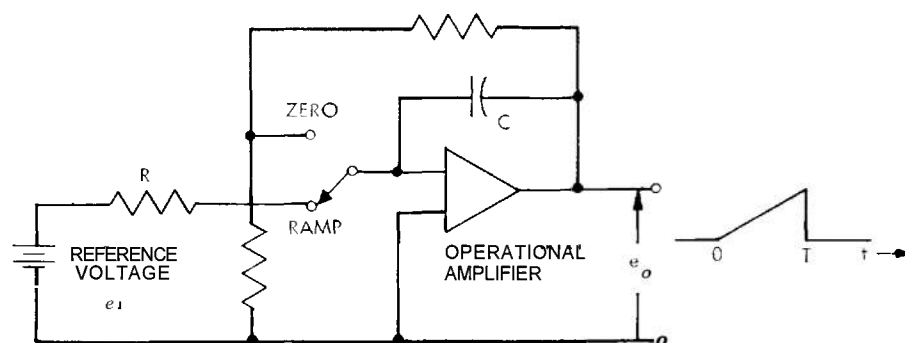 ZERO
C
R
RAMP
REFERENCE
VOLTAGE
e1
OPERATIONAL
AMPLIFIER
eo
0
T
t